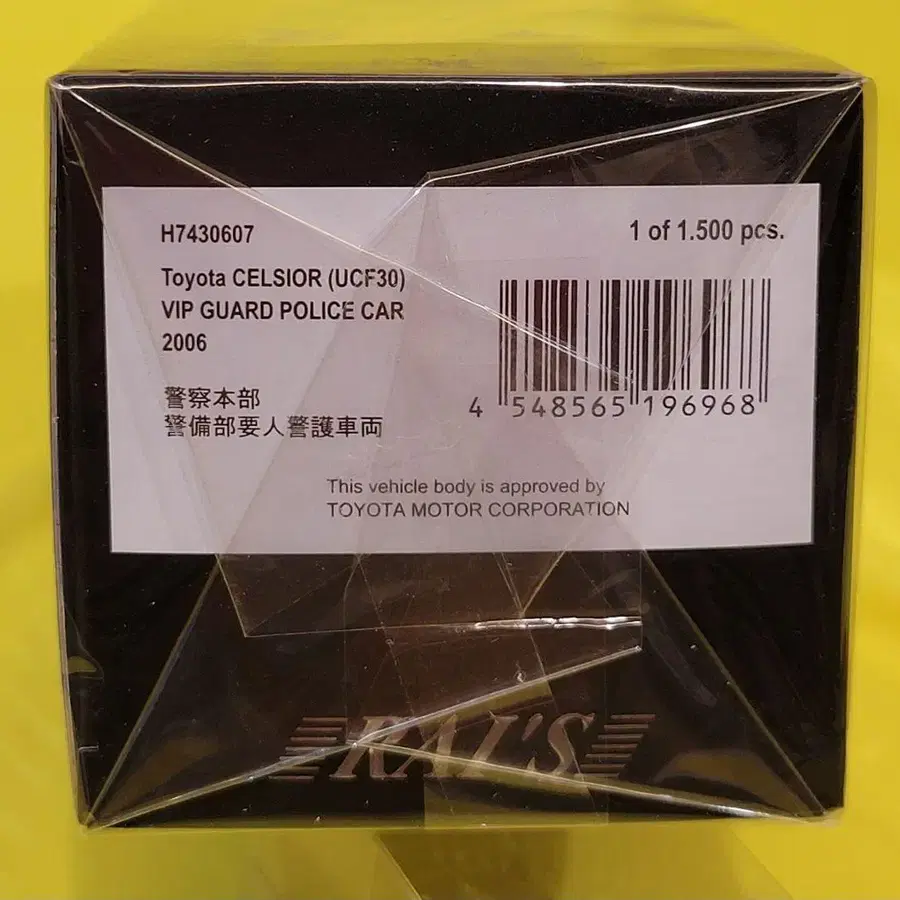 H7430607
1 of 1.500 pcs.
Toyota CELSIOR (UCF30)
VIP GUARD POLICE CAR
2006
警察本部
警備部要人警護車両
4 548565 196968
This vehicle body is approved by
TOYOTA MOTOR CORPORATION
RAI'S